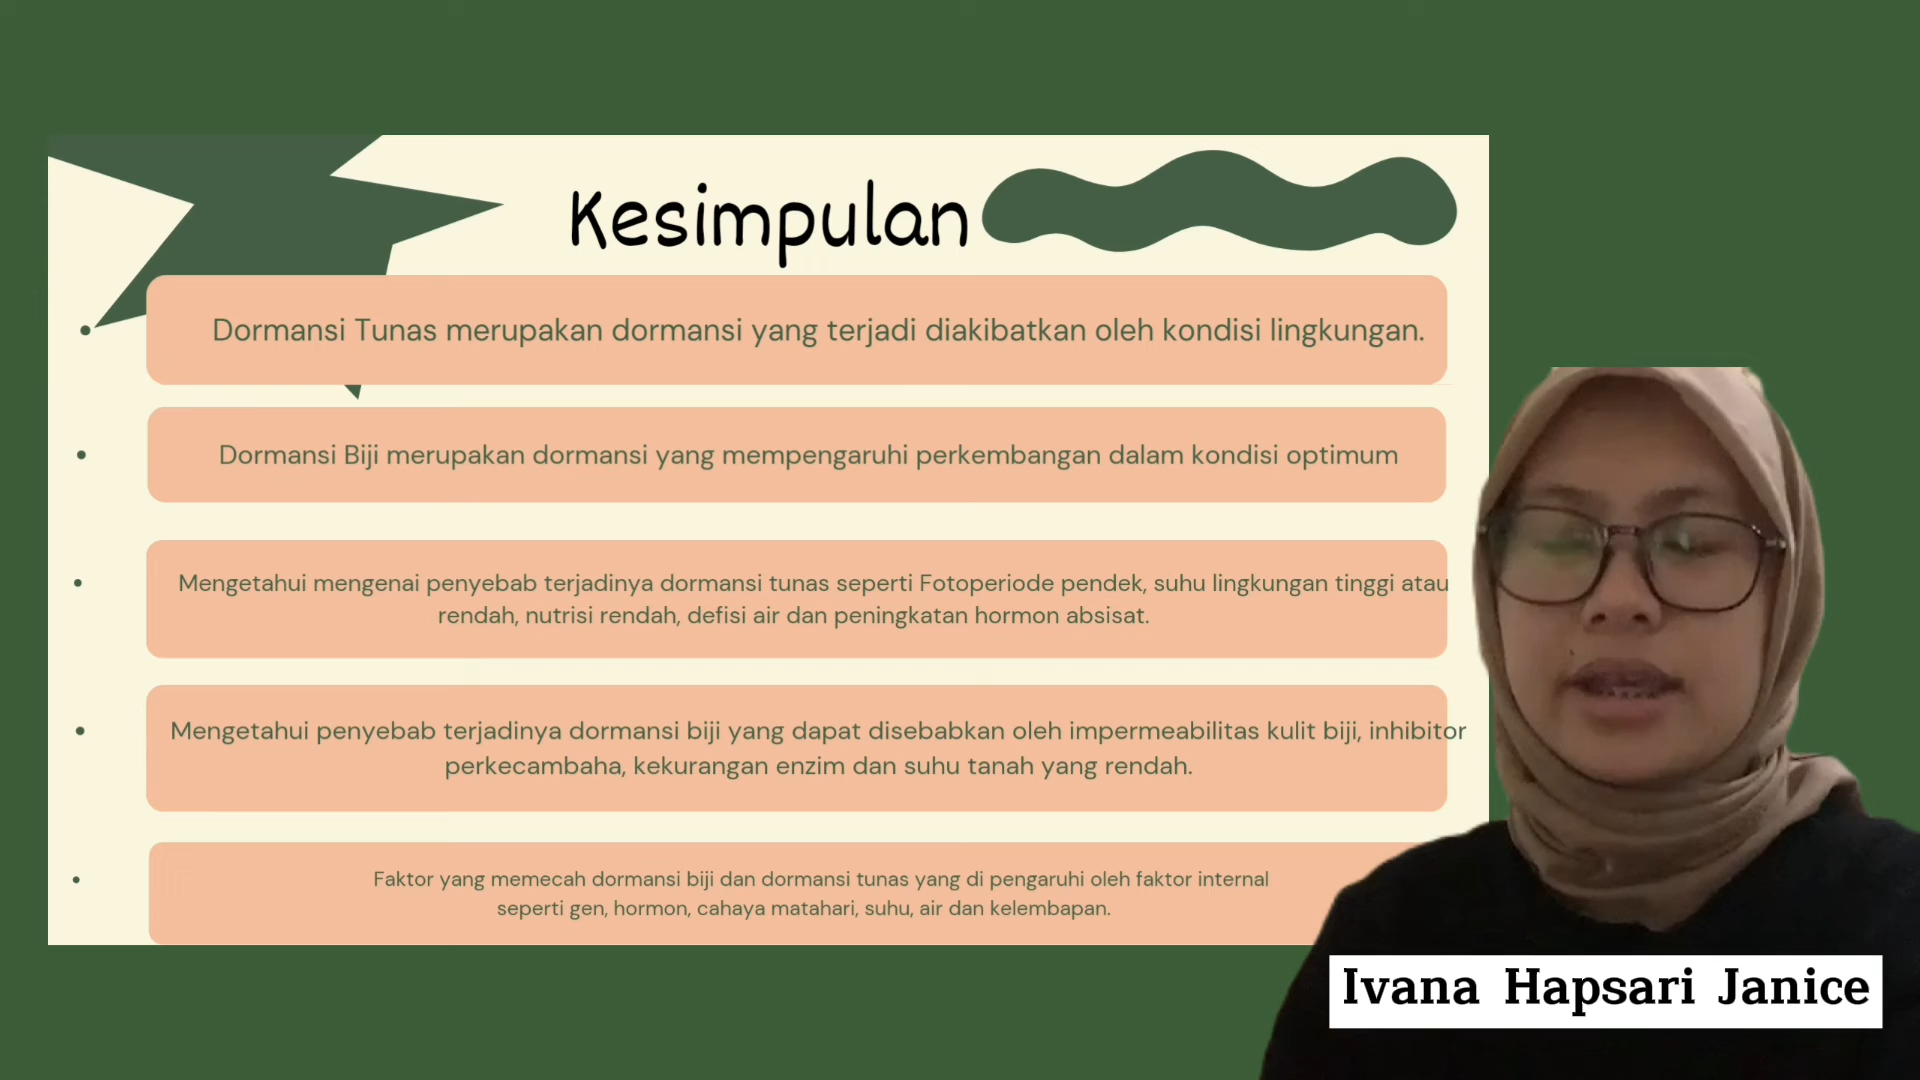 Kesimpulan
• Dormansi Tunas merupakan dormansi yang terjadi diakibatkan oleh kondisi lingkungan.
• Dormansi Biji merupakan dormansi yang mempengaruhi perkembangan dalam kondisi optimum
• Mengetahui mengenai penyebab terjadinya dormansi tunas seperti Fotoperiode pendek, suhu lingkungan tinggi atau
rendah, nutrisi rendah, defisi air dan peningkatan hormon absisat.
• Mengetahui penyebab terjadinya dormansi biji yang dapat disebabkan oleh impermeabilitas kulit biji, inhibitor
perkecambaha, kekurangan enzim dan suhu tanah yang rendah.
• Faktor yang memecah dormansi biji dan dormansi tunas yang di pengaruhi oleh faktor internal
seperti gen, hormon, cahaya matahari, suhu, air dan kelembapan.
Ivana Hapsari Janice